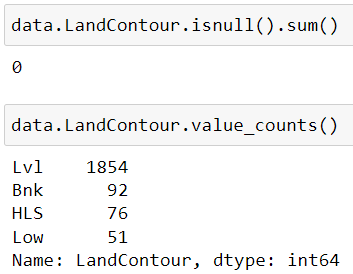 data.LandContour.isnull().sum()
0
data.LandContour.value_counts()
Lvl    1854
Bnk      92
HLS      76
Low      51
Name: LandContour, dtype: int64